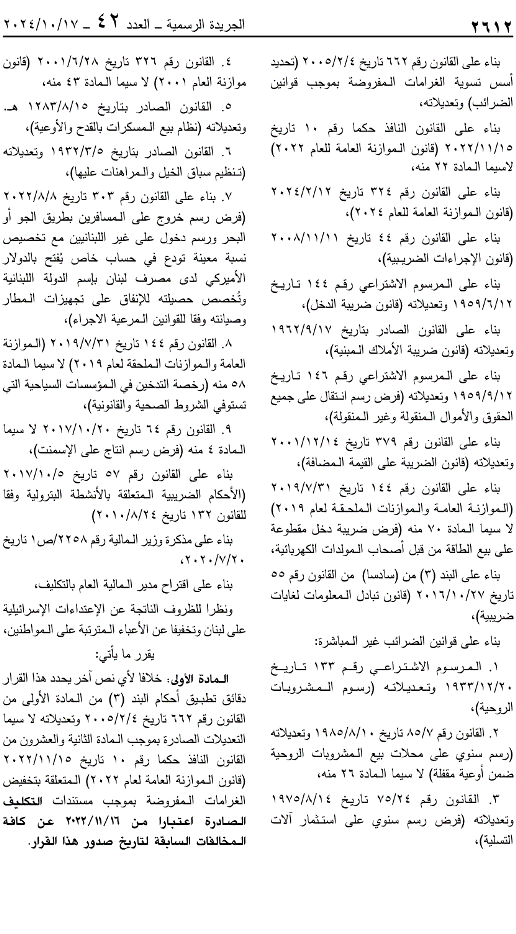 ٢٦١٢
الجريدة الرسمية ــ العدد ٤٢ ــ ٢٠٢٤/١٠/١٧
بناء على القانون رقم ٦٦٢ تاريخ ٢٠٠٥/٢/٤ (تحديد
أسس تسوية الغرامات المفروضة بموجب قوانين
الضرائب) وتعديلاته،
بناء على القانون النافذ حكما رقم ١٠ تاريخ
٢٠٢٢/١١/١٥ (قانون الموازنة العامة للعام ٢٠٢٢)
لاسيما المادة ٢٢ منه،
بناء على القانون رقم ٣٢٤ تاريخ ٢٠٢٤/٢/١٢
(قانون الموازنة العامة للعام ٢٠٢٤)،
بناء على القانون رقم ٤٤ تاريخ ٢٠٠٨/١١/١١
(قانون الإجراءات الضريبية)،
بناء على المرسوم الاشتراعي رقم ١٤٤ تاريخ
١٩٥٩/٦/١٢ وتعديلاته (قانون ضريبة الدخل)،
بناء على القانون الصادر بتاريخ ١٩٦٢/٩/١٧
وتعديلاته (قانون ضريبة الأملاك المبنية)،
بناء على المرسوم الاشتراعي رقم ١٤٦ تاريخ
١٩٥٩/٩/١٢ وتعديلاته (فرض رسم انتقال على جميع
الحقوق والأموال المنقولة وغير المنقولة)،
بناء على القانون رقم ٣٧٩ تاريخ ٢٠٠١/١٢/١٤
وتعديلاته (قانون الضريبة على القيمة المضافة)،
بناء على القانون رقم ١٤٤ تاريخ ٢٠١٩/٧/٣١
(الموازنة العامة والموازنات الملحقة لعام ٢٠١٩)
لا سيما المادة ٧٠ منه (فرض ضريبة دخل مقطوعة
على بيع الطاقة من قبل أصحاب المولدات الكهربائية،
بناء على البند (٣) من (سادسا) من القانون رقم ٥٥
تاريخ ٢٠١٦/١٠/٢٧ (قانون تبادل المعلومات لغايات
ضريبية)،
بناء على قوانين الضرائب غير المباشرة:
١. المرسوم الاشتراعي رقم ١٣٣ تاريخ
١٩٣٣/١٢/٢٠ وتعديلاته (رسوم المشروبات
الروحية)،
٢. القانون رقم ٨٥/٧ تاريخ ١٩٨٥/٨/١٠ وتعديلاته
(رسم سنوي على محلات بيع المشروبات الروحية
ضمن أوعية مقفلة) لا سيما المادة ٢٦ منه،
٣. القانون رقم ٧٥/٢٤ تاريخ ١٩٧٥/٨/١٤
وتعديلاته (فرض رسم سنوي على استثمار آلات
التسلية)،
٤. القانون رقم ٣٢٦ تاريخ ٢٠٠١/٦/٢٨ (قانون
موازنة العام ٢٠٠١) لا سيما المادة ٤٣ منه،
٥. القانون الصادر بتاريخ ١٢٨٣/٨/١٥ هـ.
وتعديلاته (نظام بيع المسكرات بالقدح والأوعية)،
٦. القانون الصادر بتاريخ ١٩٣٢/٣/٥ وتعديلاته
(تنظيم سباق الخيل والمراهنات عليها)،
٧. بناء على القانون رقم ٣٠٣ تاريخ ٢٠٢٢/٨/٨
(فرض رسم خروج على المسافرين بطريق الجو أو
البحر ورسم دخول على غير اللبنانيين مع تخصيص
نسبة معينة تودع في حساب خاص يُفتح بالدولار
الأميركي لدى مصرف لبنان بإسم الدولة اللبنانية
وتُخصص حصيلته للإنفاق على تجهيزات المطار
وصيانته وفقا للقوانين المرعية الاجراء)،
٨. القانون رقم ١٤٤ تاريخ ٢٠١٩/٧/٣١ (الموازنة
العامة والموازنات الملحقة لعام ٢٠١٩) لا سيما المادة
٥٨ منه (رخصة التدخين في المؤسسات السياحية التي
تستوفي الشروط الصحية والقانونية)،
٩. القانون رقم ٦٤ تاريخ ٢٠١٧/١٠/٢٠ لا سيما
المادة ٤ منه (فرض رسم انتاج على الإسمنت)،
بناء على القانون رقم ٥٧ تاريخ ٢٠١٧/١٠/٥
(الأحكام الضريبية المتعلقة بالأنشطة البترولية وفقا
للقانون ١٣٢ تاريخ ٢٠١٠/٨/٢٤)
بناء على مذكرة وزير المالية رقم ٢٢٥٨/ص١ تاريخ
٢٠٢٠/٧/٢٠،
بناء على اقتراح مدير المالية العام بالتكليف،
ونظرا للظروف الناتجة عن الإعتداءات الإسرائيلية
على لبنان وتخفيفا عن الأعباء المترتبة على المواطنين،
يقرر ما يأتي:
المادة الأولى: خلافا لأي نص آخر يحدد هذا القرار
دقائق تطبيق أحكام البند (٣) من المادة الأولى من
القانون رقم ٦٦٢ تاريخ ٢٠٠٥/٢/٤ وتعديلاته لا سيما
التعديلات الصادرة بموجب المادة الثانية والعشرون من
القانون النافذ حكما رقم ١٠ تاريخ ٢٠٢٢/١١/١٥
(قانون الموازنة العامة لعام ٢٠٢٢) المتعلقة بتخفيض
الغرامات المفروضة بموجب مستندات التكليف
الصادرة اعتبارا من ٢٠٢٢/١١/١٦ عن كافة
المخالفات السابقة لتاريخ صدور هذا القرار.